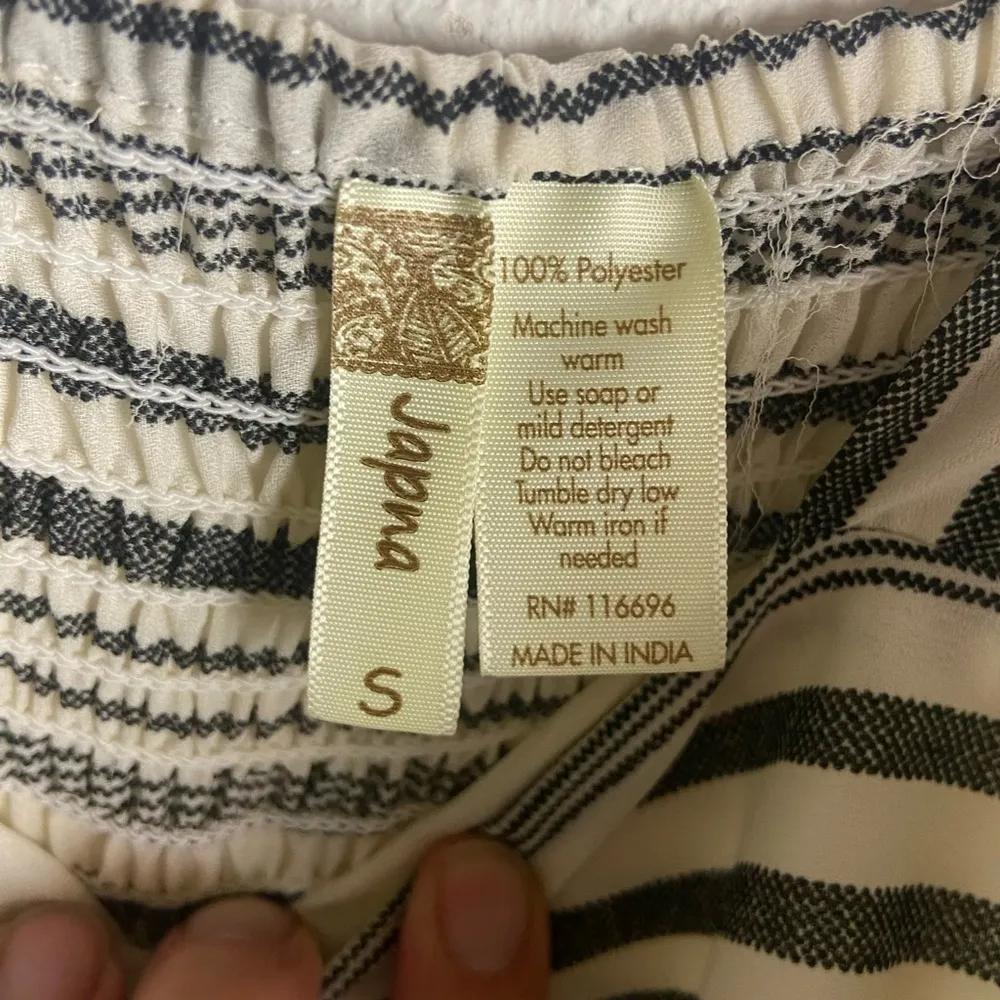 Japna
S
100% Polyester
Machine wash
warm
Use soap or
mild detergent
Do not bleach
Tumble dry low
Warm iron if
needed
RN# 116696
MADE IN INDIA